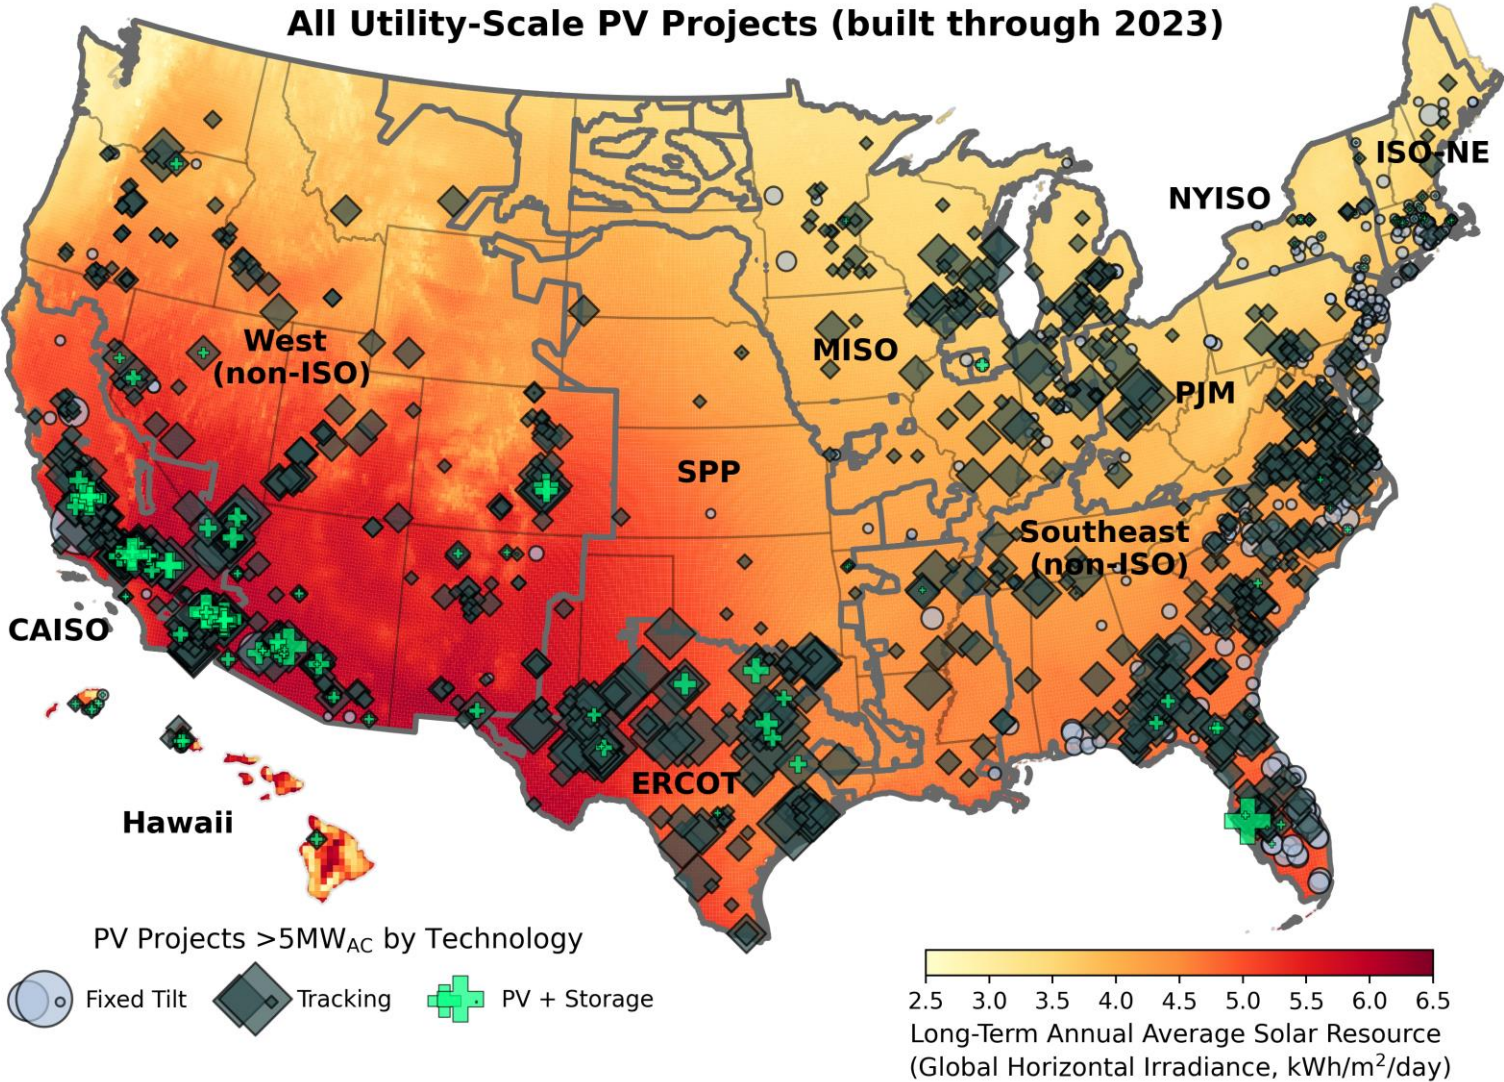 All Utility-Scale PV Projects (built through 2023)
ISO-NE
NYISO
West
(non-ISO)
MISO
PJM
SPP
Southeast
(non-ISO)
CAISO
ERCOT
Hawaii
PV Projects >5MWAC by Technology
Fixed Tilt
Tracking
PV + Storage
2.5 3.0 3.5 4.0 4.5 5.0 5.5 6.0 6.5
Long-Term Annual Average Solar Resource
(Global Horizontal Irradiance, kWh/m²/day)